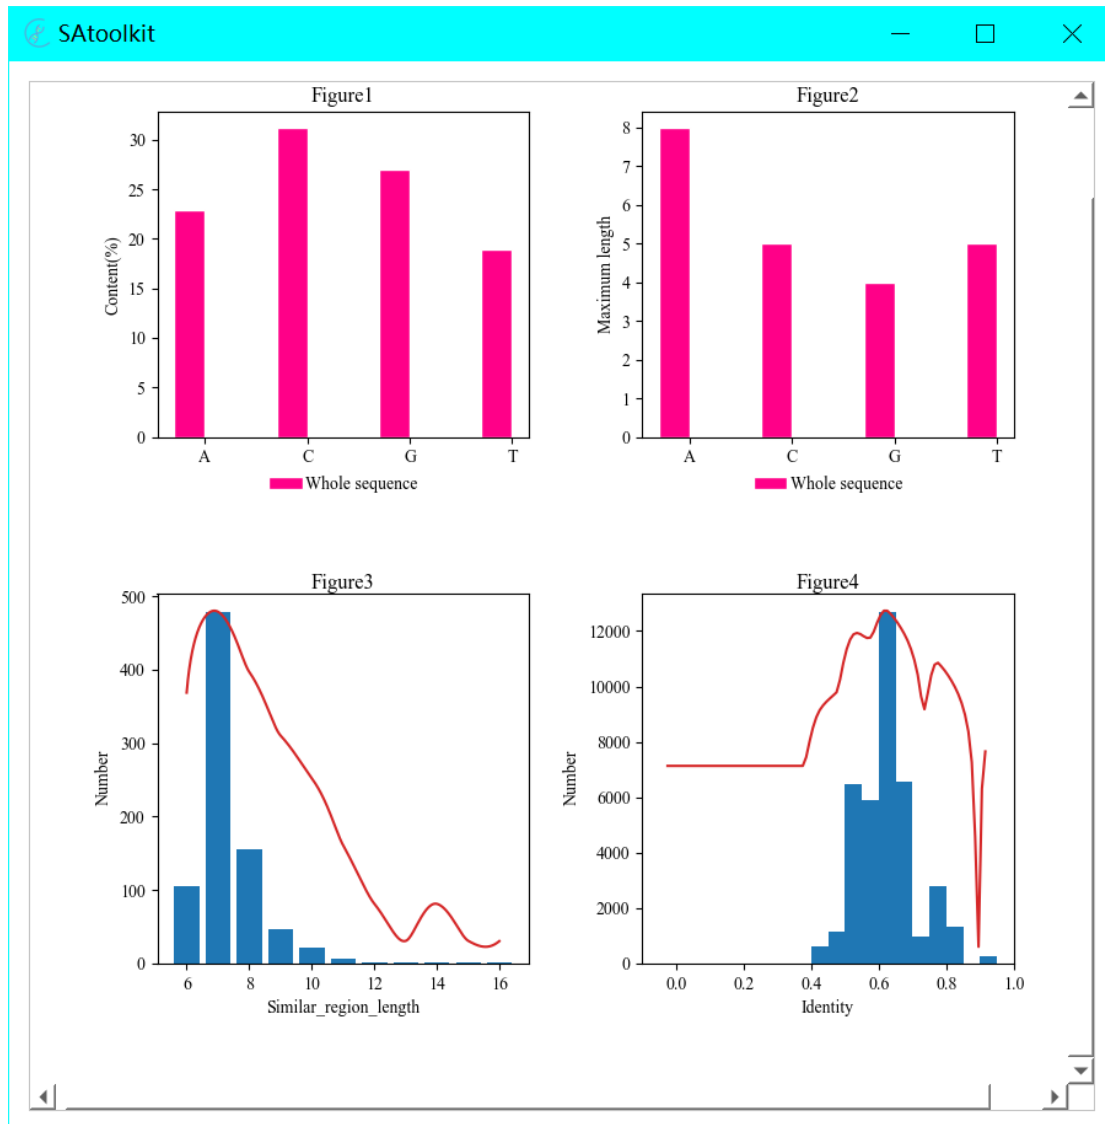 SAtoolkit
Figure1
Content(%)
30
25
20
15
10
5
0
A C G T
Whole sequence
Figure2
Maximum length
8
7
6
5
4
3
2
1
0
A C G T
Whole sequence
Figure3
Number
500
400
300
200
100
0
6 8 10 12 14 16
Similar_region_length
Figure4
Number
12000
10000
8000
6000
4000
2000
0
0.0 0.2 0.4 0.6 0.8 1.0
Identity